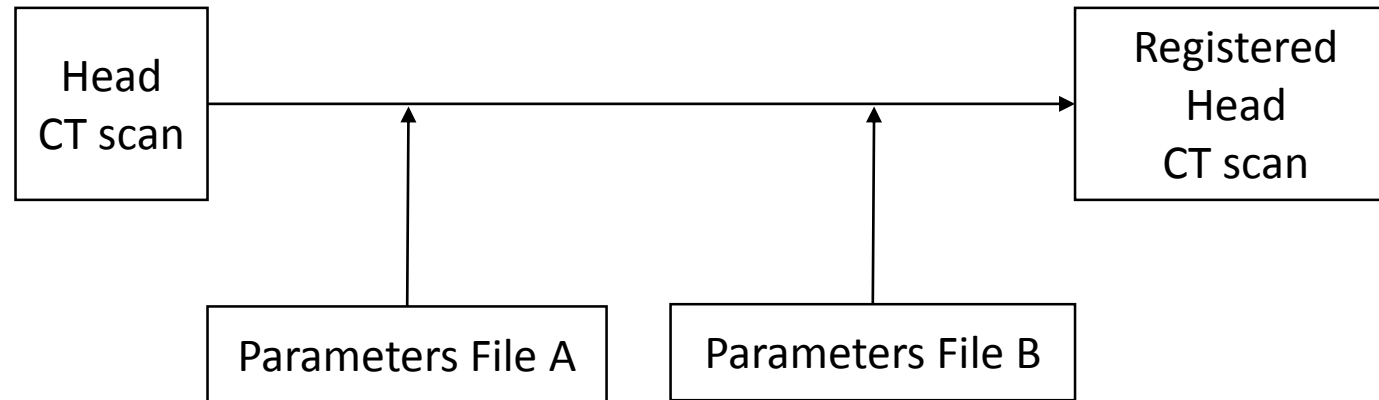 Head
CT scan
Registered
Head
CT scan
Parameters File A
Parameters File B